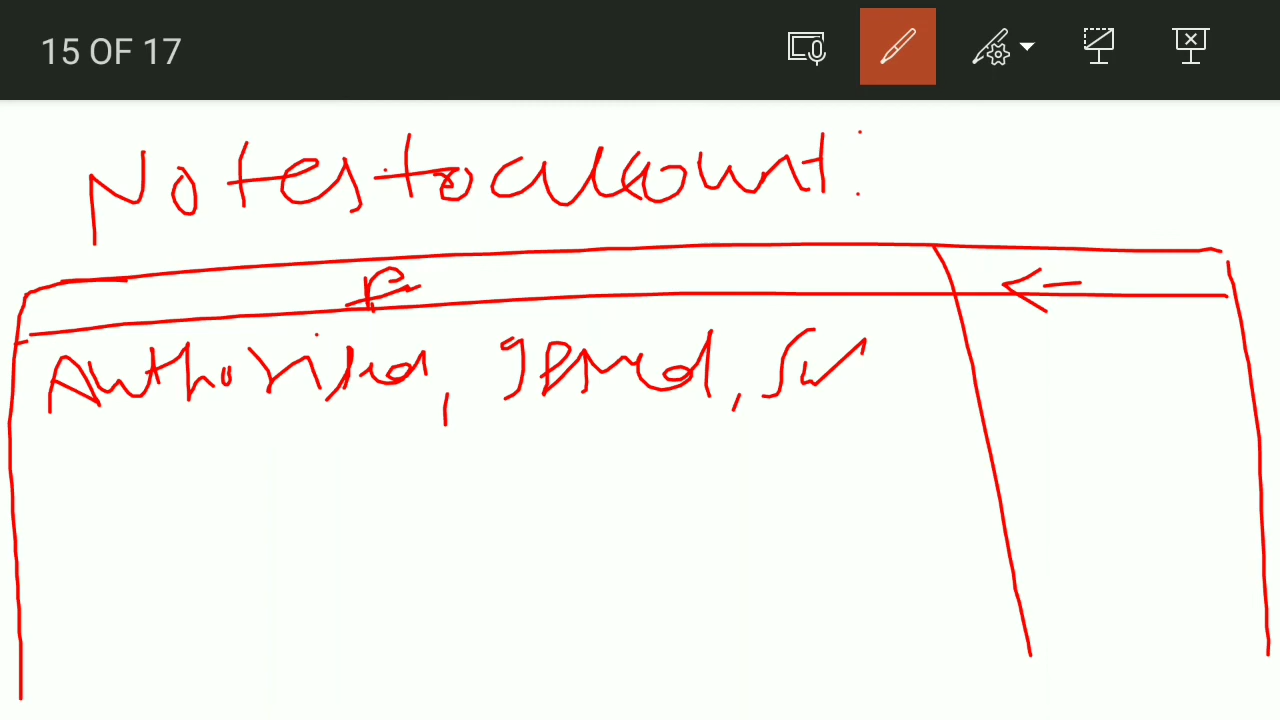 15 OF 17
Notes to account:
P
Authorised, Issued, Su